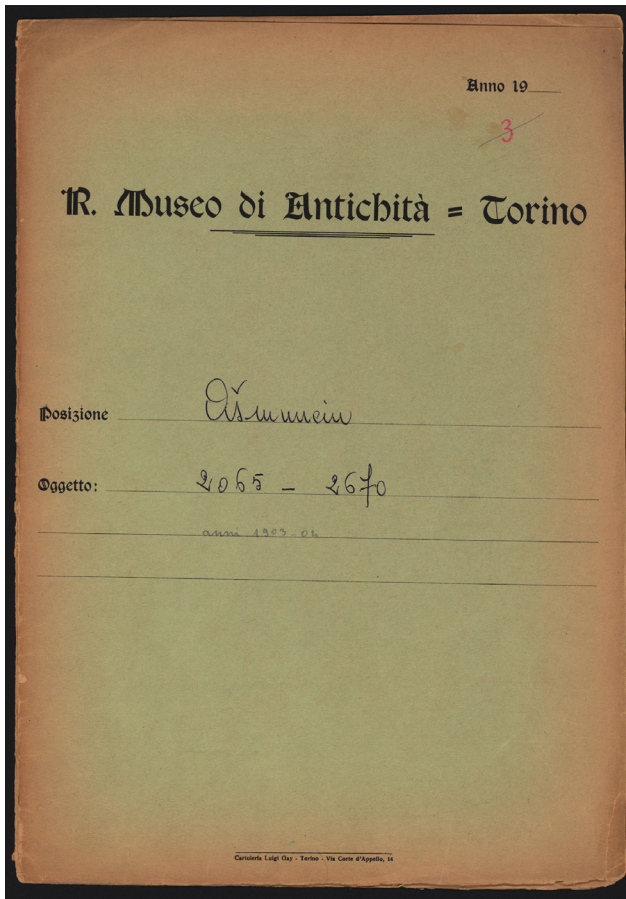 Anno 19
3
R. Museo di Antichità = Torino
Posizione Ašmunein
Oggetto: 2065 - 2670
anni 1903-04
Cartoleria Luigi Gay - Torino - Via Corte d'Appello, 14